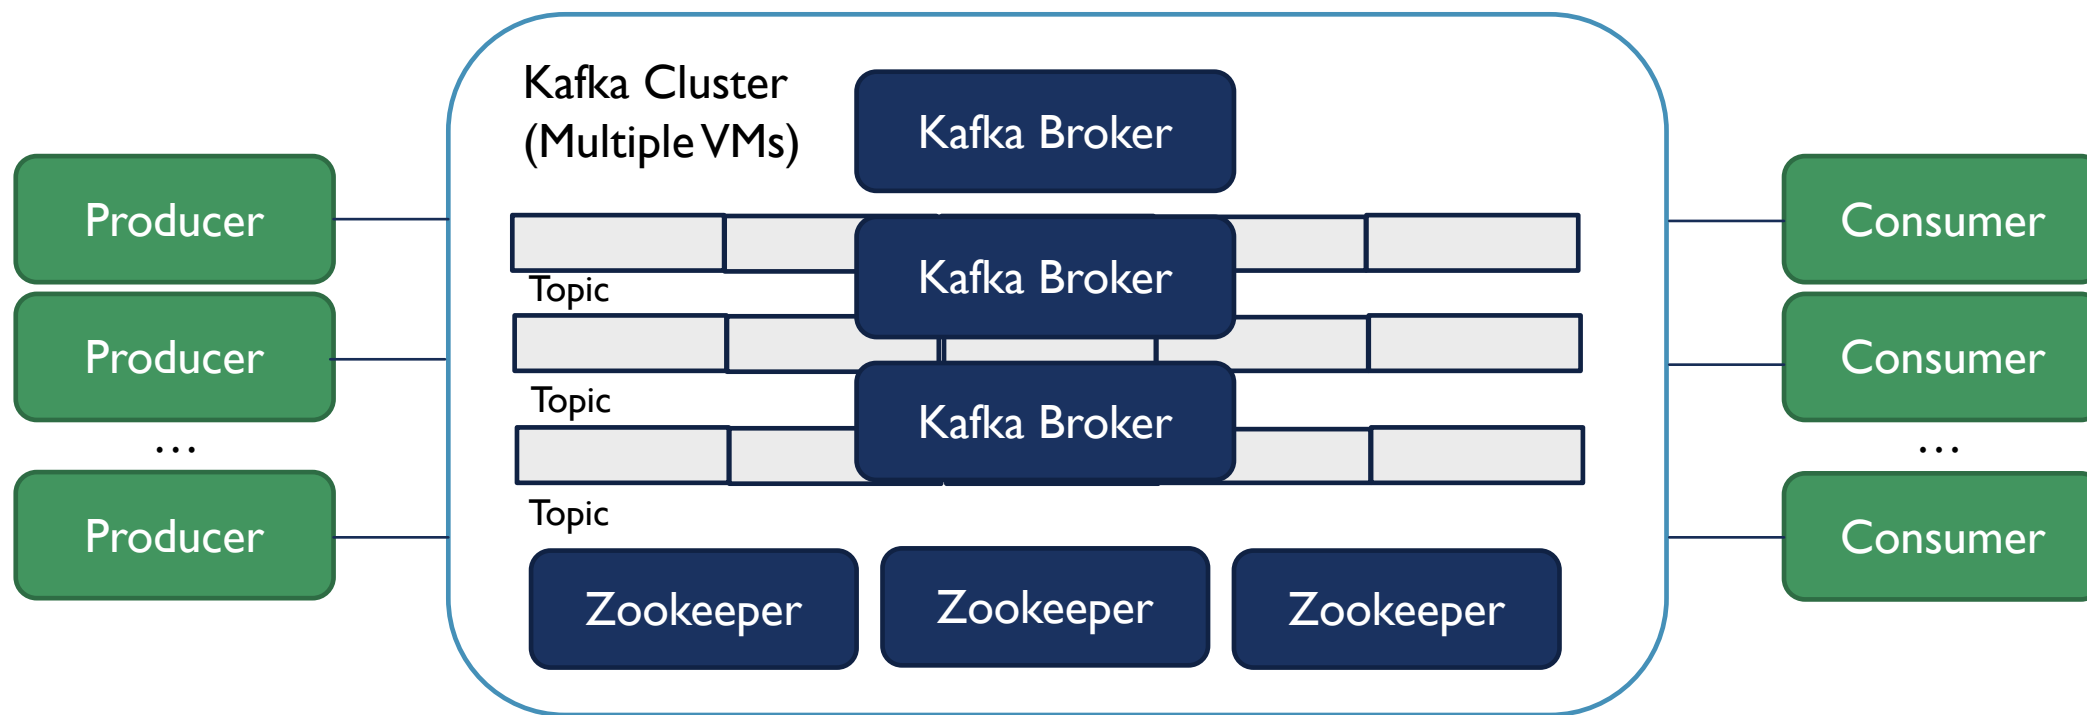 Kafka Cluster
(Multiple VMs)
Kafka Broker
Producer
Consumer
Kafka Broker
Topic
Producer
Consumer
Topic
Kafka Broker
…
…
Topic
Producer
Consumer
Zookeeper
Zookeeper
Zookeeper